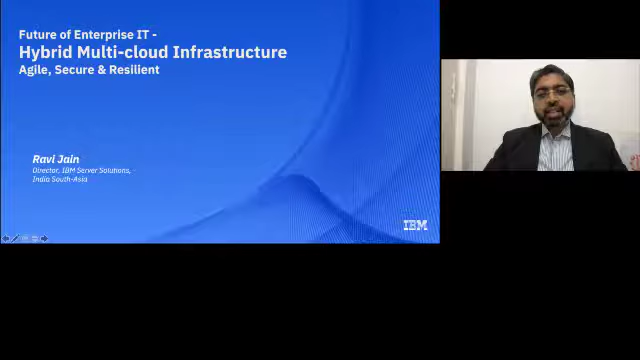 Future of Enterprise IT -
Hybrid Multi-cloud Infrastructure
Agile, Secure & Resilient
Ravi Jain
Director, IBM Server Solutions,
India South-Asia
IBM